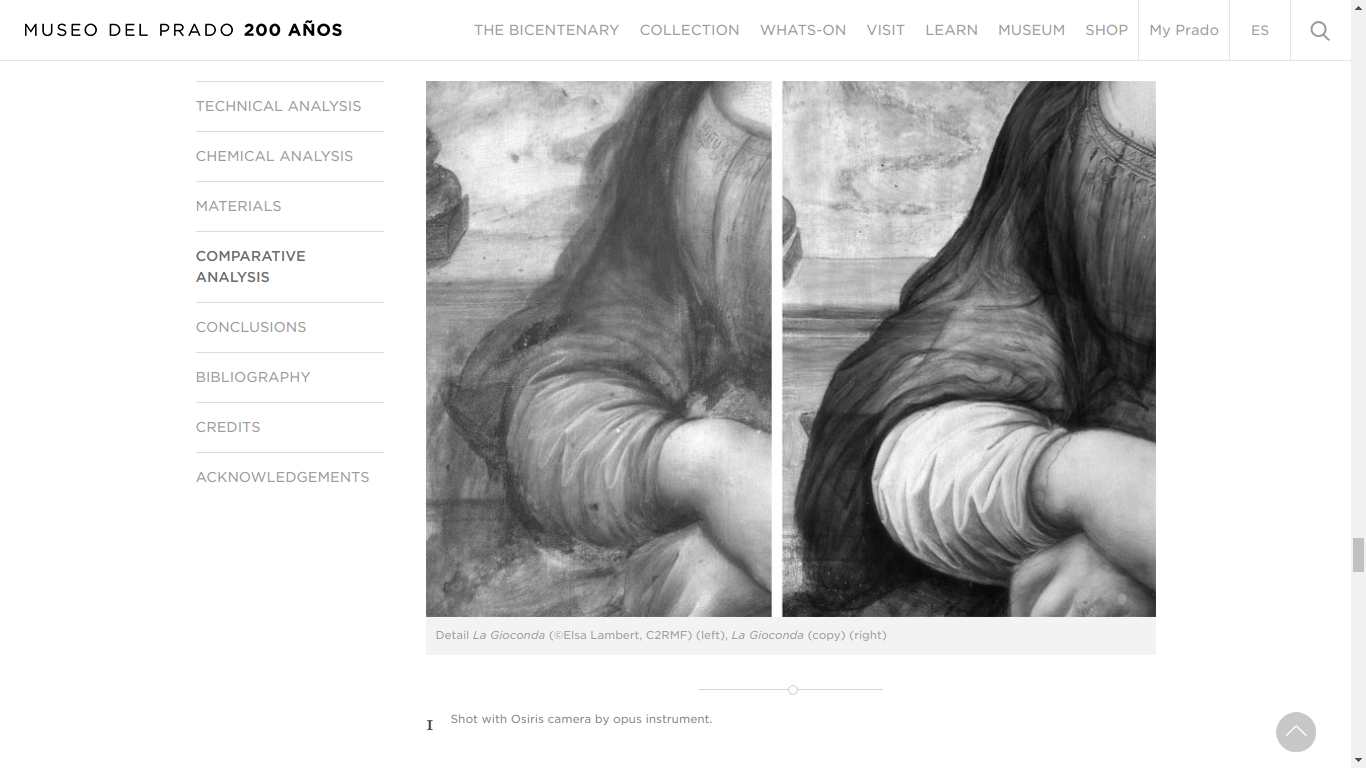 MUSEO DEL PRADO 200 AÑOS
THE BICENTENARY COLLECTION WHATS-ON VISIT LEARN MUSEUM SHOP My Prado ES
TECHNICAL ANALYSIS
CHEMICAL ANALYSIS
MATERIALS
COMPARATIVE
ANALYSIS
CONCLUSIONS
BIBLIOGRAPHY
CREDITS
ACKNOWLEDGEMENTS
Detail La Gioconda (©Elsa Lambert, C2RMF) (left), La Gioconda (copy) (right)
1 Shot with Osiris camera by opus instrument.